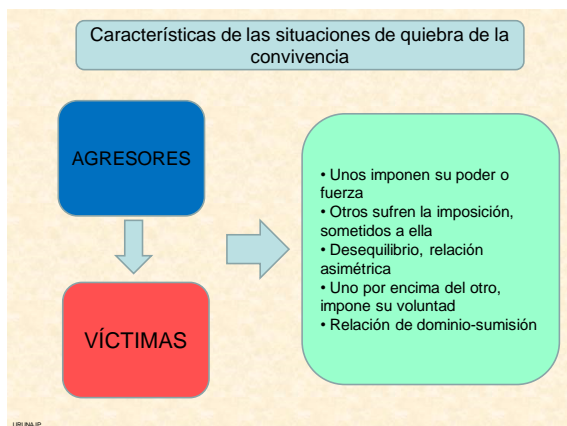 Características de las situaciones de quiebra de la
convivencia
AGRESORES
VÍCTIMAS
• Unos imponen su poder o
fuerza
• Otros sufren la imposición,
sometidos a ella
• Desequilibrio, relación
asimétrica
• Uno por encima del otro,
impone su voluntad
• Relación de dominio-sumisión